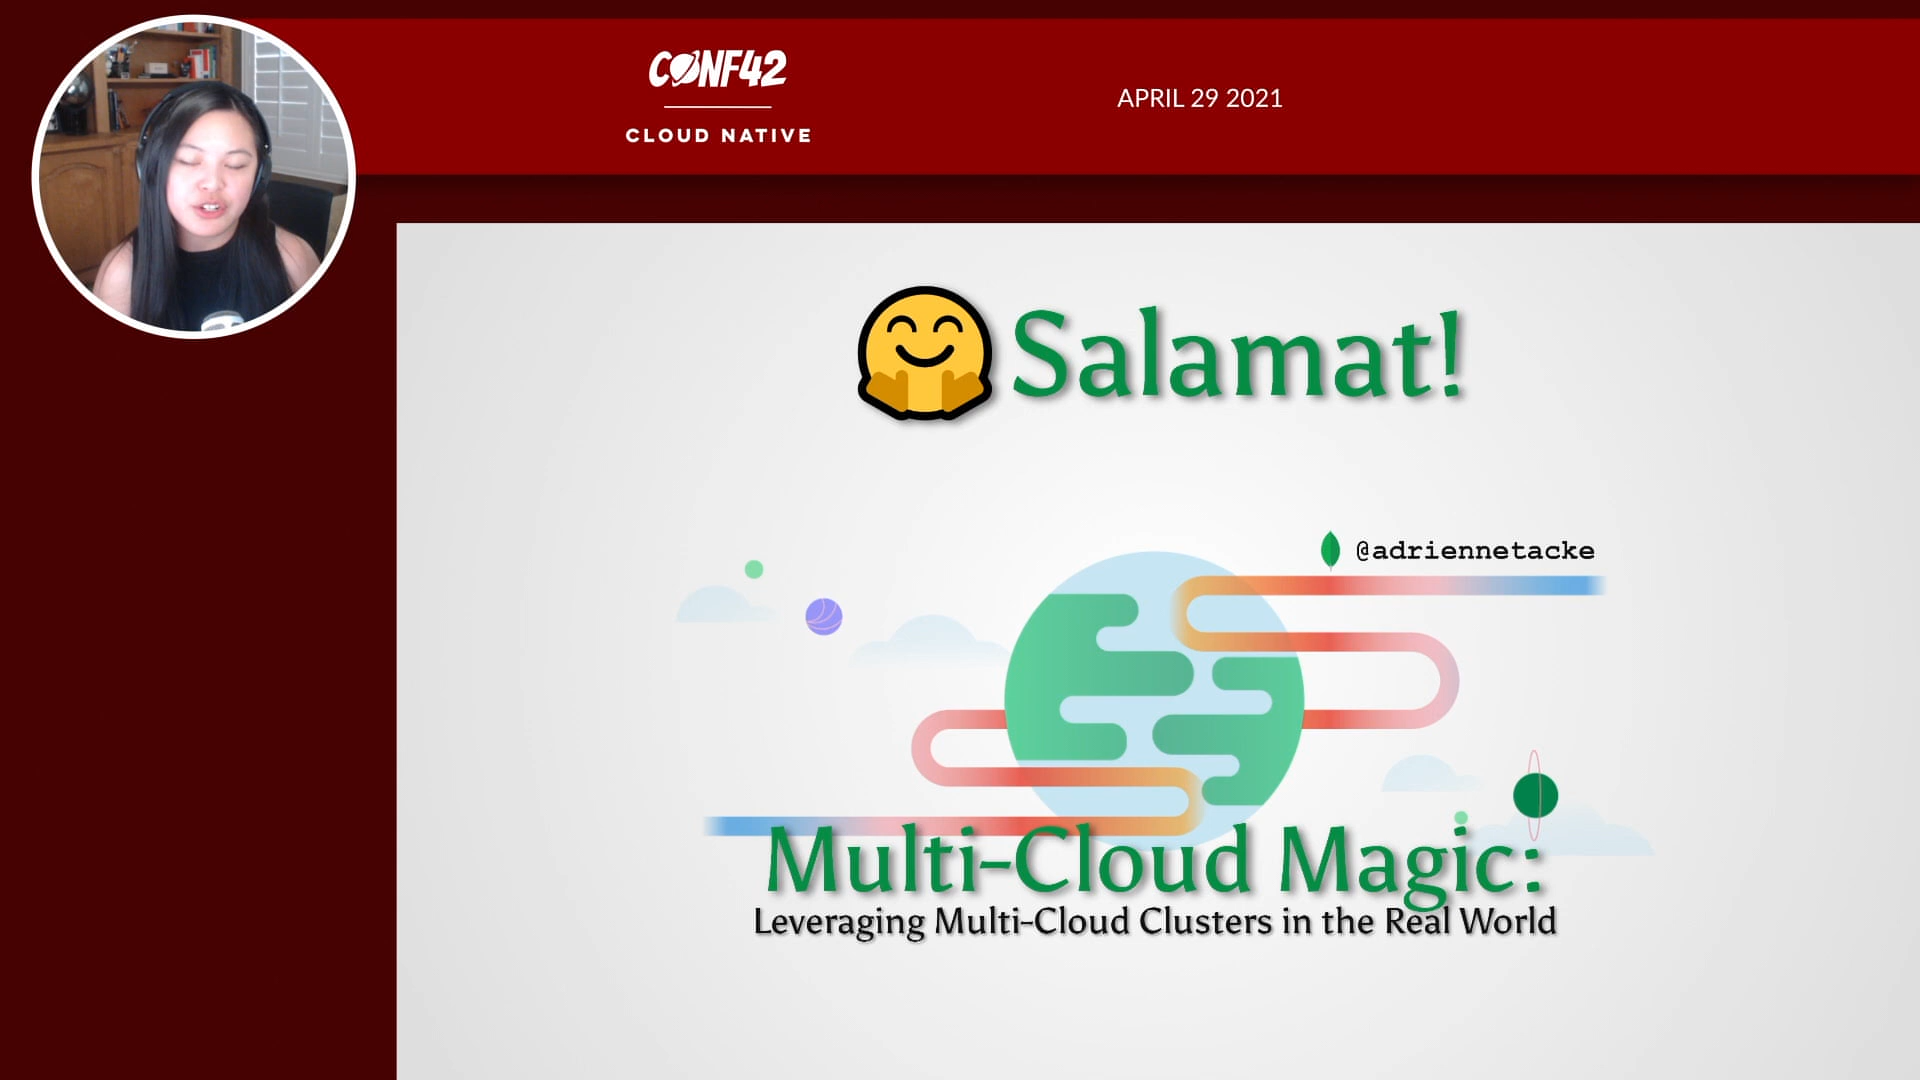 CONF42
CLOUD NATIVE
APRIL 29 2021
Salamat!
@adriennetacke
Multi-Cloud Magic:
Leveraging Multi-Cloud Clusters in the Real World